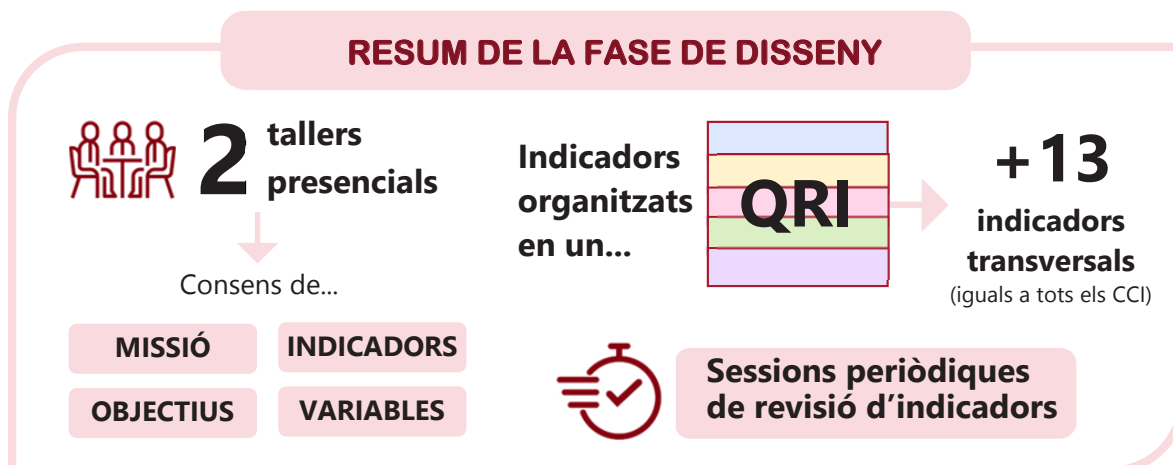 RESUM DE LA FASE DE DISSENY
2 tallers
presencials
Consens de...
MISSIÓ
INDICADORS
OBJECTIUS
VARIABLES
Indicadors
organitzats
en un...
QRI
+13
indicadors
transversals
(iguals a tots els CCI)
Sessions periòdiques
de revisió d’indicadors